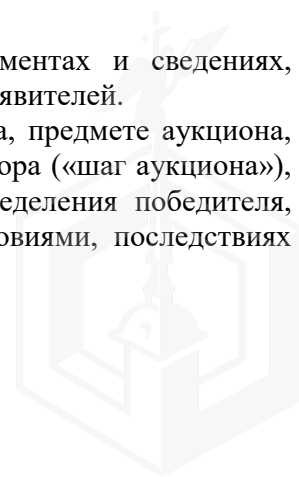 ментах и сведениях,
явителей.
а, предмете аукциона,
ора («шаг аукциона»),
еделения победителя,
овиями, последствиях